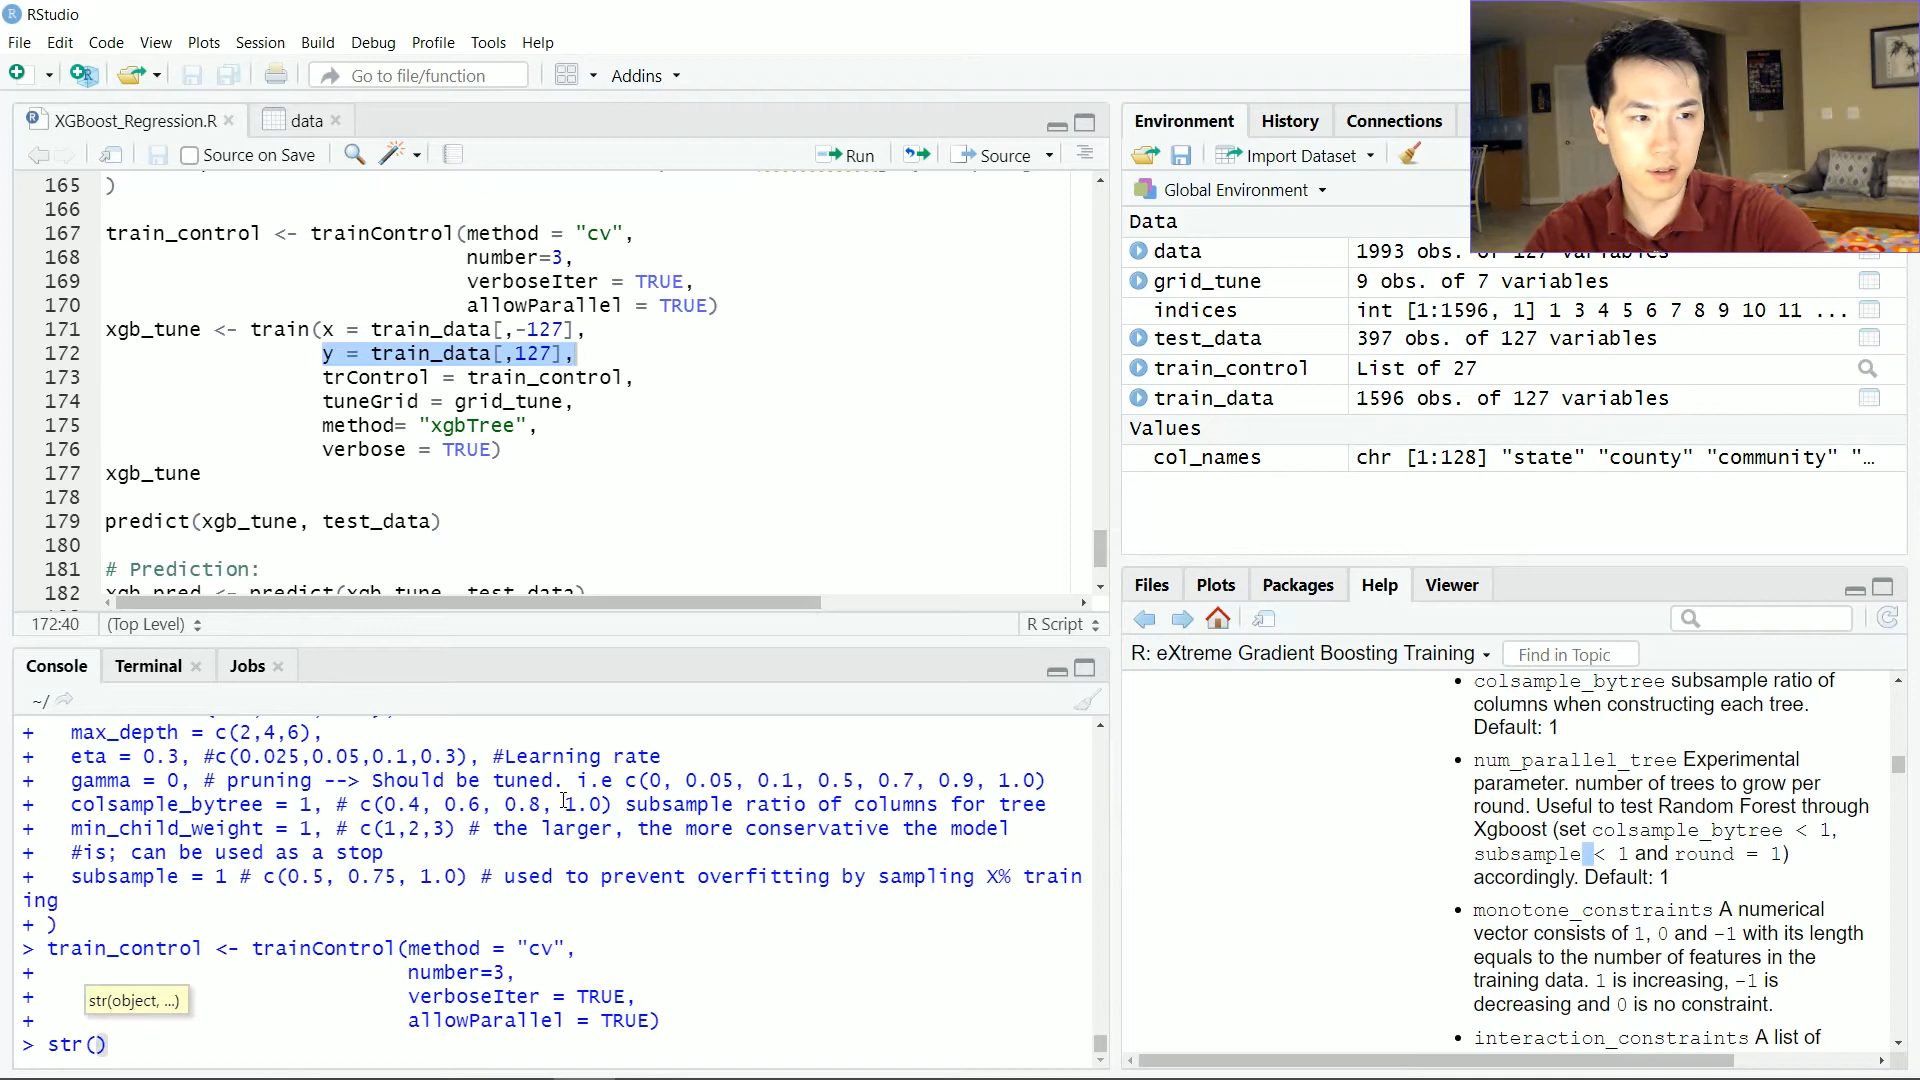 RStudio
File Edit Code View Plots Session Build Debug Profile Tools Help
Go to file/function Addins
XGBoost_Regression.R data
Source on Save Run Source
165 )
166
167 train_control <- trainControl(method = "cv",
168 number=3,
169 verboseIter = TRUE,
170 allowParallel = TRUE)
171 xgb_tune <- train(x = train_data[,-127],
172 y = train_data[,127],
173 trControl = train_control,
174 tuneGrid = grid_tune,
175 method= "xgbTree",
176 verbose = TRUE)
177 xgb_tune
178
179 predict(xgb_tune, test_data)
180
181 # Prediction:
182 xgb_pred <- predict(xgb_tune, test_data)
172:40 (Top Level) R Script
Console Terminal Jobs
~/
+ max_depth = c(2,4,6),
+ eta = 0.3, #c(0.025,0.05,0.1,0.3), #Learning rate
+ gamma = 0, # pruning --> Should be tuned. i.e c(0, 0.05, 0.1, 0.5, 0.7, 0.9, 1.0)
+ colsample_bytree = 1, # c(0.4, 0.6, 0.8, 1.0) subsample ratio of columns for tree
+ min_child_weight = 1, # c(1,2,3) # the larger, the more conservative the model
+ #is; can be used as a stop
+ subsample = 1 # c(0.5, 0.75, 1.0) # used to prevent overfitting by sampling X% train
ing
+ )
> train_control <- trainControl(method = "cv",
+ number=3,
+ verboseIter = TRUE,
+ allowParallel = TRUE)
str(object, ...)
> str()
Environment History Connections
Import Dataset
Global Environment
Data
data 1993 obs. of 127 variables
grid_tune 9 obs. of 7 variables
indices int [1:1596, 1] 1 3 4 5 6 7 8 9 10 11 ...
test_data 397 obs. of 127 variables
train_control List of 27
train_data 1596 obs. of 127 variables
Values
col_names chr [1:128] "state" "county" "community" "…
Files Plots Packages Help Viewer
R: eXtreme Gradient Boosting Training Find in Topic
• colsample_bytree subsample ratio of
columns when constructing each tree.
Default: 1
• num_parallel_tree Experimental
parameter. number of trees to grow per
round. Useful to test Random Forest through
Xgboost (set colsample_bytree < 1,
subsample < 1 and round = 1)
accordingly. Default: 1
• monotone_constraints A numerical
vector consists of 1, 0 and -1 with its length
equals to the number of features in the
training data. 1 is increasing, -1 is
decreasing and 0 is no constraint.
• interaction_constraints A list of